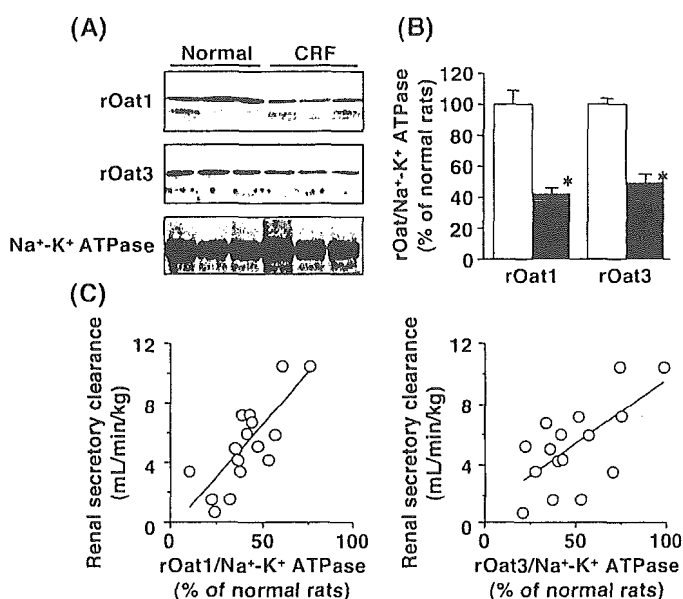 (A)
Normal CRF
rOat1
rOat3
Na⁺-K⁺ ATPase
(B)
rOat/Na⁺-K⁺ ATPase
(% of normal rats)
120
100
80
60
40
20
0
*
*
rOat1 rOat3
(C)
Renal secretory clearance
(mL/min/kg)
12
8
4
0
0 50 100
rOat1/Na⁺-K⁺ ATPase
(% of normal rats)
Renal secretory clearance
(mL/min/kg)
12
8
4
0
0 50 100
rOat3/Na⁺-K⁺ ATPase
(% of normal rats)